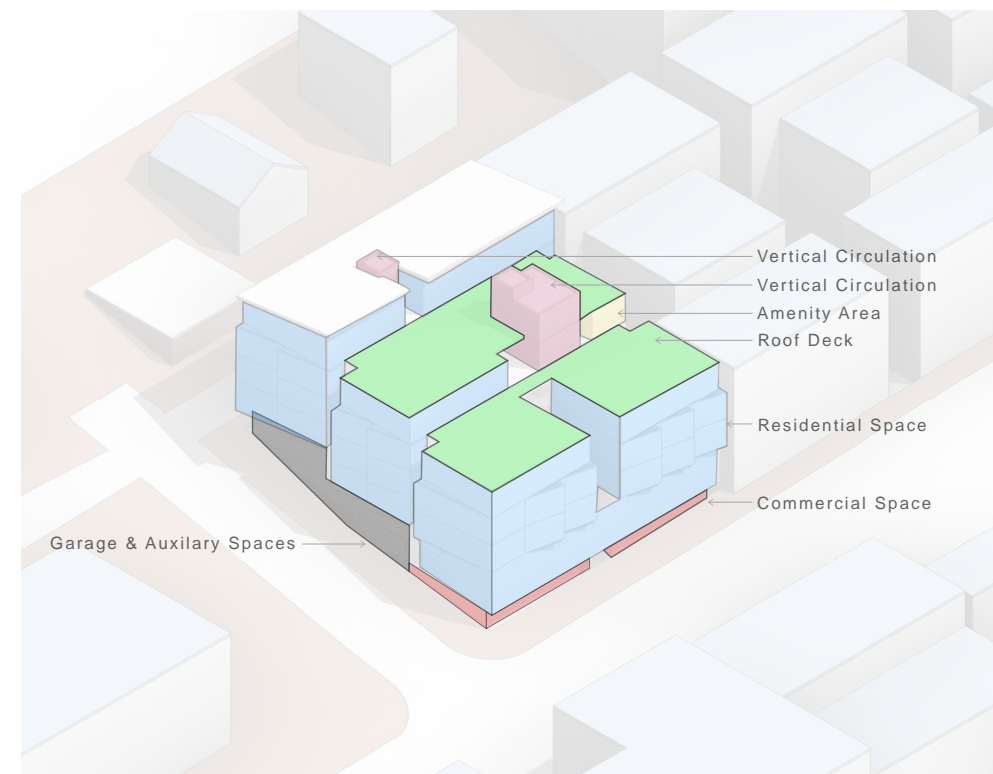 Vertical Circulation
Vertical Circulation
Amenity Area
Roof Deck
Residential Space
Commercial Space
Garage & Auxilary Spaces